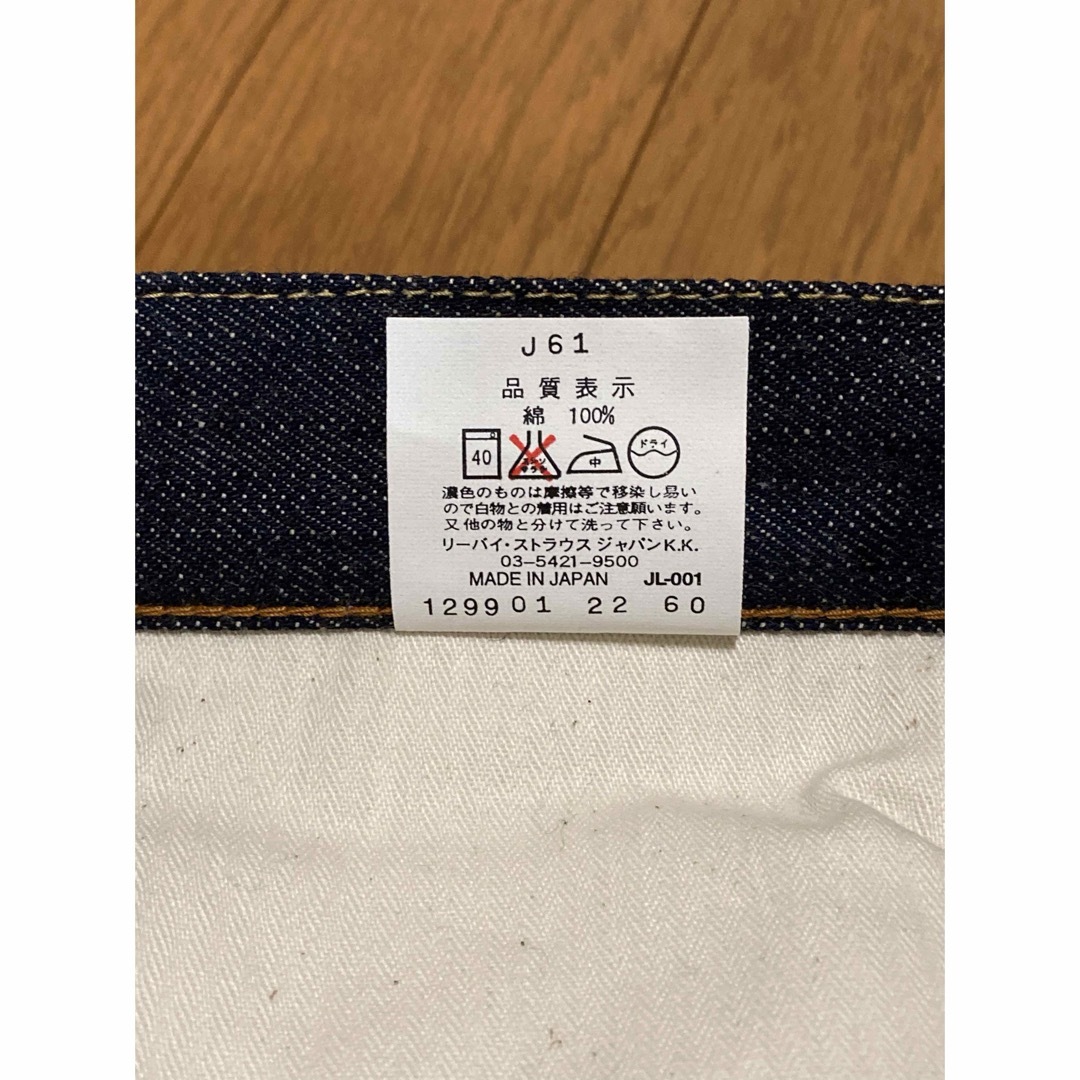 J61
品質表示
綿 100%
40 中 ドライ
濃色のものは摩擦等で移染し易い
ので白物との着用はご注意願います。
又他の物と分けて洗って下さい。
リーバイ・ストラウス ジャパンK.K.
03-5421-9500
MADE IN JAPAN JL-001
1299 01 22 60